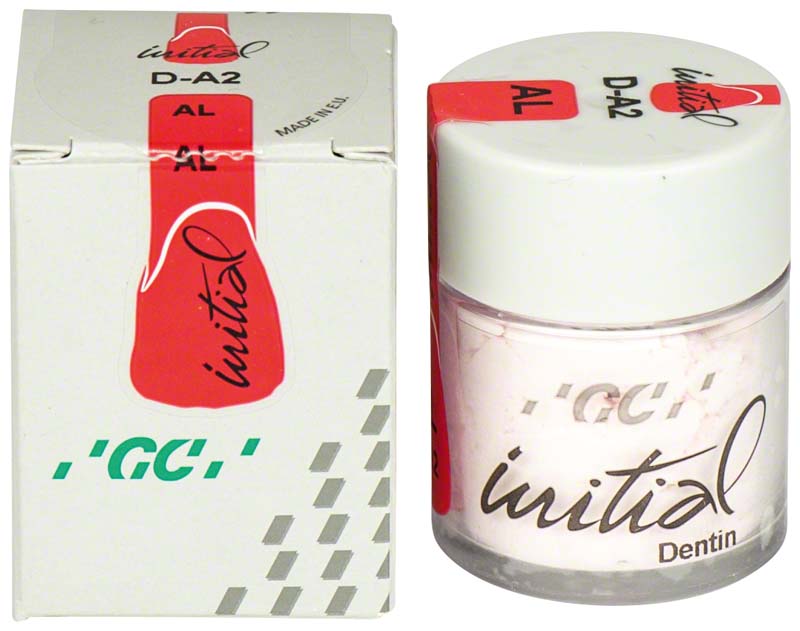 initial
D-A2
AL
MADE IN E.U.
AL
initial
GC
AL
D-A2
initial
GC
initial
Dentin